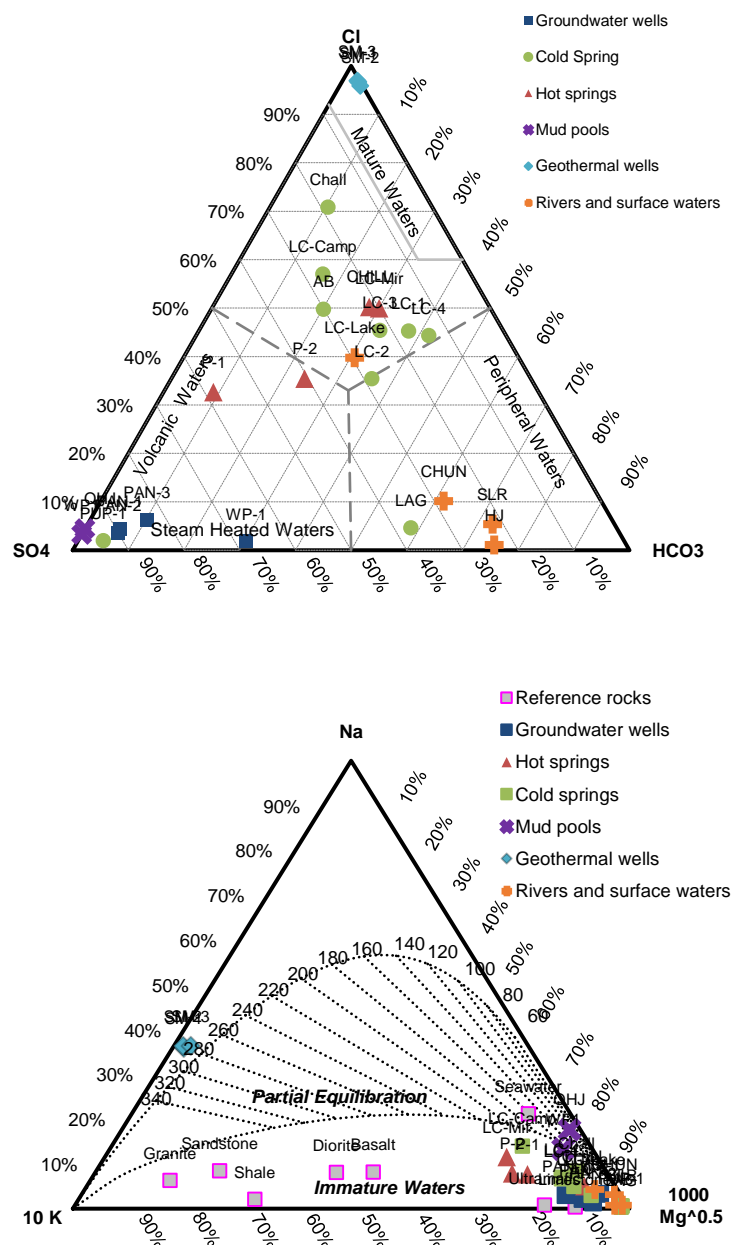 Cl
SM-3
SM-2
Groundwater wells
Cold Spring
Hot springs
Mud pools
Geothermal wells
Rivers and surface waters
10%
20%
30%
40%
50%
60%
70%
80%
90%
90%
80%
70%
60%
50%
40%
30%
20%
10%
Mature Waters
Chall
LC-Camp
AB
LC-1
LC-4
LC-Lake
LC-2
P-2
P-1
Volcanic Waters
Peripheral Waters
CHUN
LAG
SLR
HJ
PAN-3
WP-1
PUP-1
Steam Heated Waters
SO4
HCO3
90%
80%
70%
60%
50%
40%
30%
20%
10%
Reference rocks
Groundwater wells
Hot springs
Cold springs
Mud pools
Geothermal wells
Rivers and surface waters
Na
10%
20%
30%
40%
50%
60%
70%
80%
90%
90%
80%
70%
60%
50%
40%
30%
20%
10%
60
80
100
120
140
160
180
200
220
240
260
280
300
320
340
Partial Equilibration
Seawater
Sandstone
Granite
Shale
Diorite
Basalt
Immature Waters
10 K
1000
Mg^0.5
90%
80%
70%
60%
50%
40%
30%
20%
10%